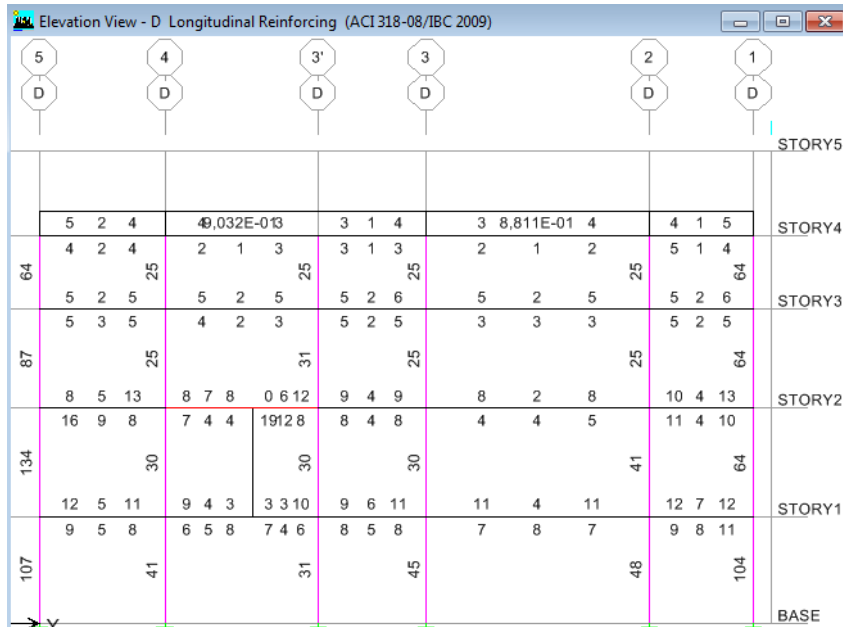 Elevation View - D Longitudinal Reinforcing (ACI 318-08/IBC 2009)
5 4 3' 3 2 1
D D D D D D
STORY5
5 2 4 49,032E-013 3 1 4 3 8,811E-01 4 4 1 5
STORY4
4 2 4 2 1 3 3 1 3 2 1 2 5 1 4
64 25 25 25 25 64
5 2 5 5 2 5 5 2 6 5 2 5 5 2 6
STORY3
5 3 5 4 2 3 5 2 5 3 3 3 5 2 5
87 25 31 25 25 64
8 5 13 8 7 8 0 6 12 9 4 9 8 2 8 10 4 13
STORY2
16 9 8 7 4 4 19128 8 4 8 4 4 5 11 4 10
134 30 30 30 41 64
12 5 11 9 4 3 3 3 10 9 6 11 11 4 11 12 7 12
STORY1
9 5 8 6 5 8 7 4 6 8 5 8 7 8 7 9 8 11
107 41 31 45 48 104
BASE